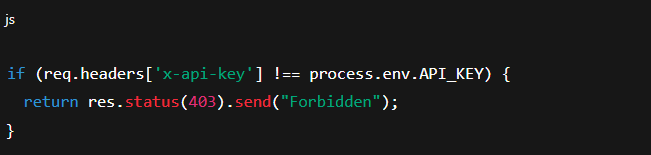 js
if (req.headers['x-api-key'] !== process.env.API_KEY) {
  return res.status(403).send("Forbidden");
}